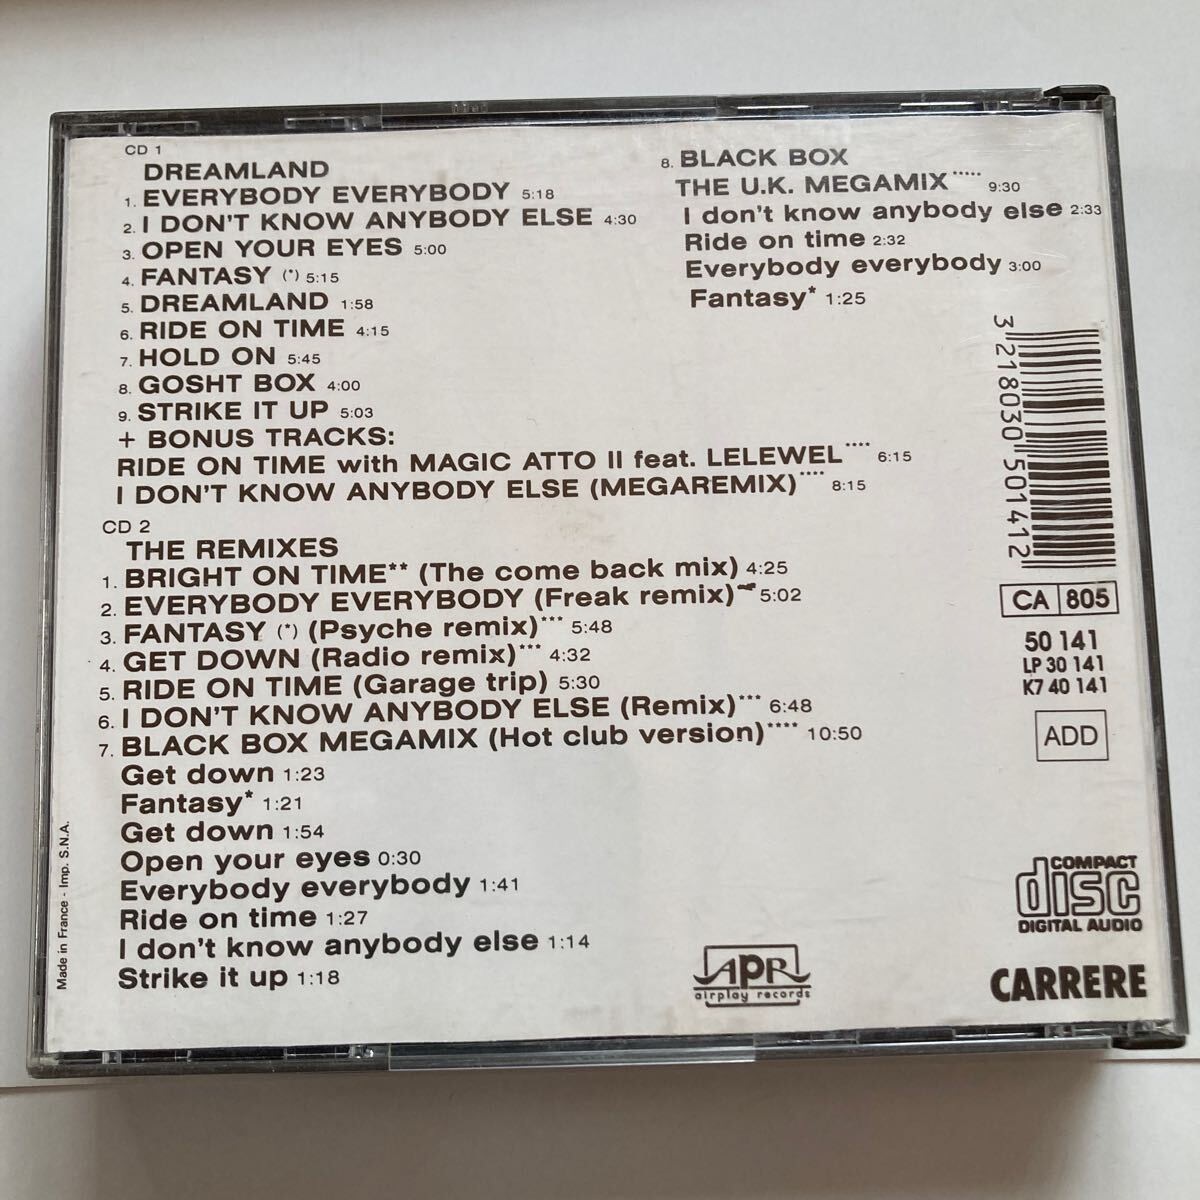 CD 1
DREAMLAND
1. EVERYBODY EVERYBODY 5:18
2. I DON'T KNOW ANYBODY ELSE 4:30
3. OPEN YOUR EYES 5:00
4. FANTASY (*) 5:15
5. DREAMLAND 1:58
6. RIDE ON TIME 4:15
7. HOLD ON 5:45
8. GOSHT BOX 4:00
9. STRIKE IT UP 5:03
+ BONUS TRACKS:
RIDE ON TIME with MAGIC ATTO II feat. LELEWEL**** 6:15
I DON'T KNOW ANYBODY ELSE (MEGAREMIX)**** 8:15
CD 2
THE REMIXES
1. BRIGHT ON TIME** (The come back mix) 4:25
2. EVERYBODY EVERYBODY (Freak remix) 5:02
3. FANTASY (*) (Psyche remix)*** 5:48
4. GET DOWN (Radio remix)*** 4:32
5. RIDE ON TIME (Garage trip) 5:30
6. I DON'T KNOW ANYBODY ELSE (Remix)*** 6:48
7. BLACK BOX MEGAMIX (Hot club version)**** 10:50
Get down 1:23
Fantasy* 1:21
Get down 1:54
Open your eyes 0:30
Everybody everybody 1:41
Ride on time 1:27
I don't know anybody else 1:14
Strike it up 1:18
8. BLACK BOX
THE U.K. MEGAMIX***** 9:30
I don't know anybody else 2:33
Ride on time 2:32
Everybody everybody 3:00
Fantasy* 1:25
3 218030 501412
CA 805
50 141
LP 30 141
K7 40 141
ADD
COMPACT
disc
DIGITAL AUDIO
APR
airplay records
CARRERE
Made in France - Imp. S.N.A.